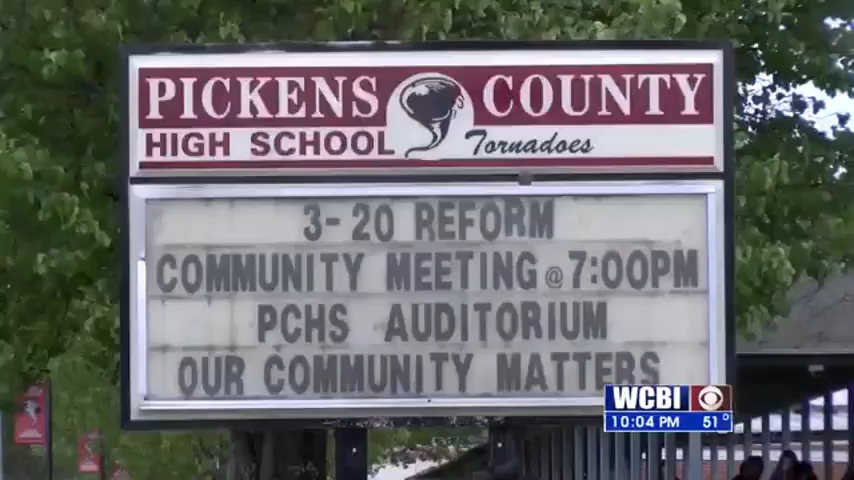 PICKENS COUNTY
HIGH SCHOOL Tornadoes
3-20 REFORM
COMMUNITY MEETING @ 7:00PM
PCHS AUDITORIUM
OUR COMMUNITY MATTERS
WCBI
10:04 PM 51°